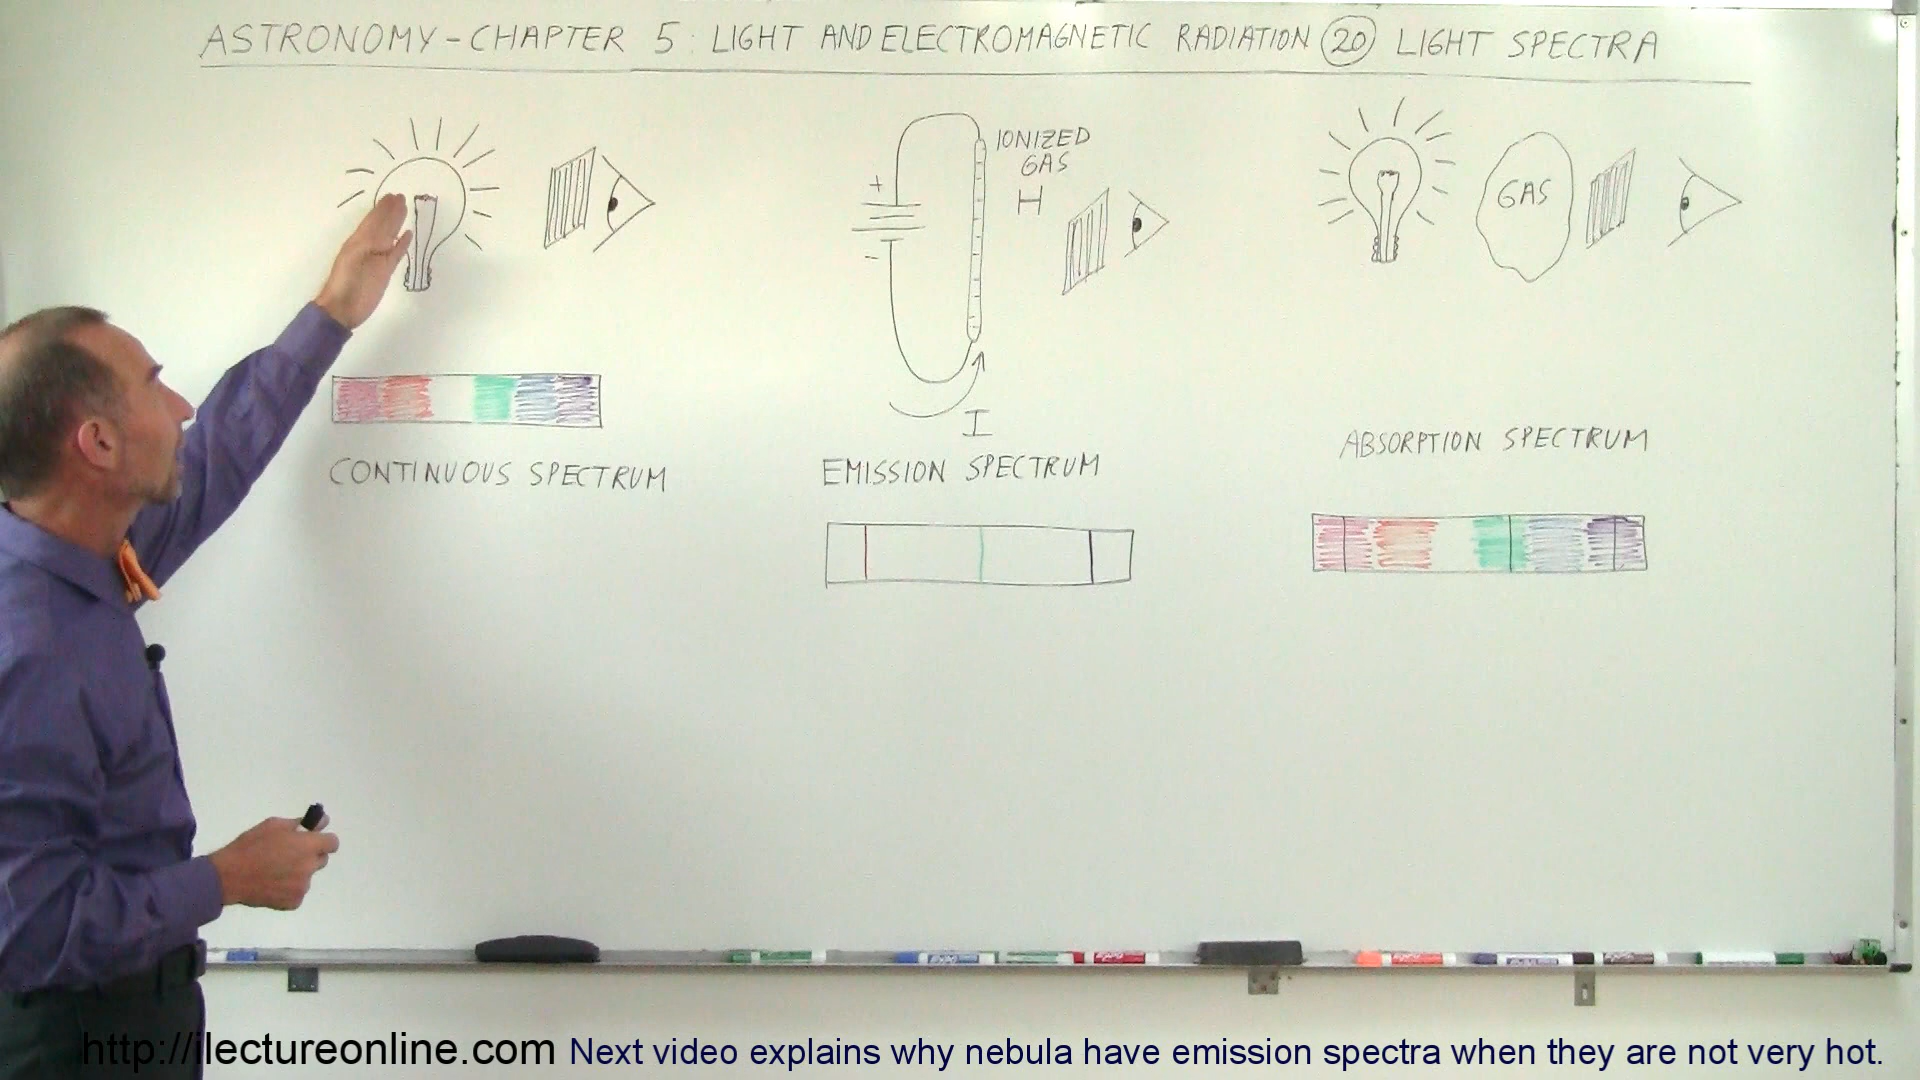 ASTRONOMY - CHAPTER 5 : LIGHT AND ELECTROMAGNETIC RADIATION 20 LIGHT SPECTRA
IONIZED
GAS
H
+
-
I
GAS
CONTINUOUS SPECTRUM
EMISSION SPECTRUM
ABSORPTION SPECTRUM
http://ilectureonline.com Next video explains why nebula have emission spectra when they are not very hot.